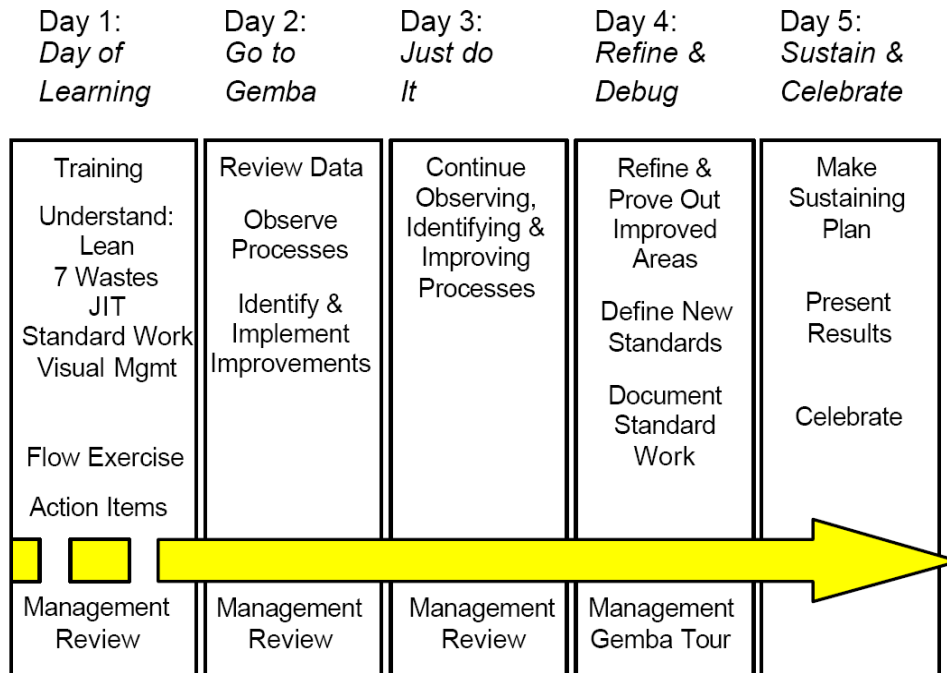 Day 1:
Day of
Learning
Day 2:
Go to
Gemba
Day 3:
Just do
It
Day 4:
Refine &
Debug
Day 5:
Sustain &
Celebrate
Training
Understand:
Lean
7 Wastes
JIT
Standard Work
Visual Mgmt
Flow Exercise
Action Items
Management
Review
Review Data
Observe
Processes
Identify &
Implement
Improvements
Management
Review
Continue
Observing,
Identifying &
Improving
Processes
Management
Review
Refine &
Prove Out
Improved
Areas
Define New
Standards
Document
Standard
Work
Management
Gemba Tour
Make
Sustaining
Plan
Present
Results
Celebrate